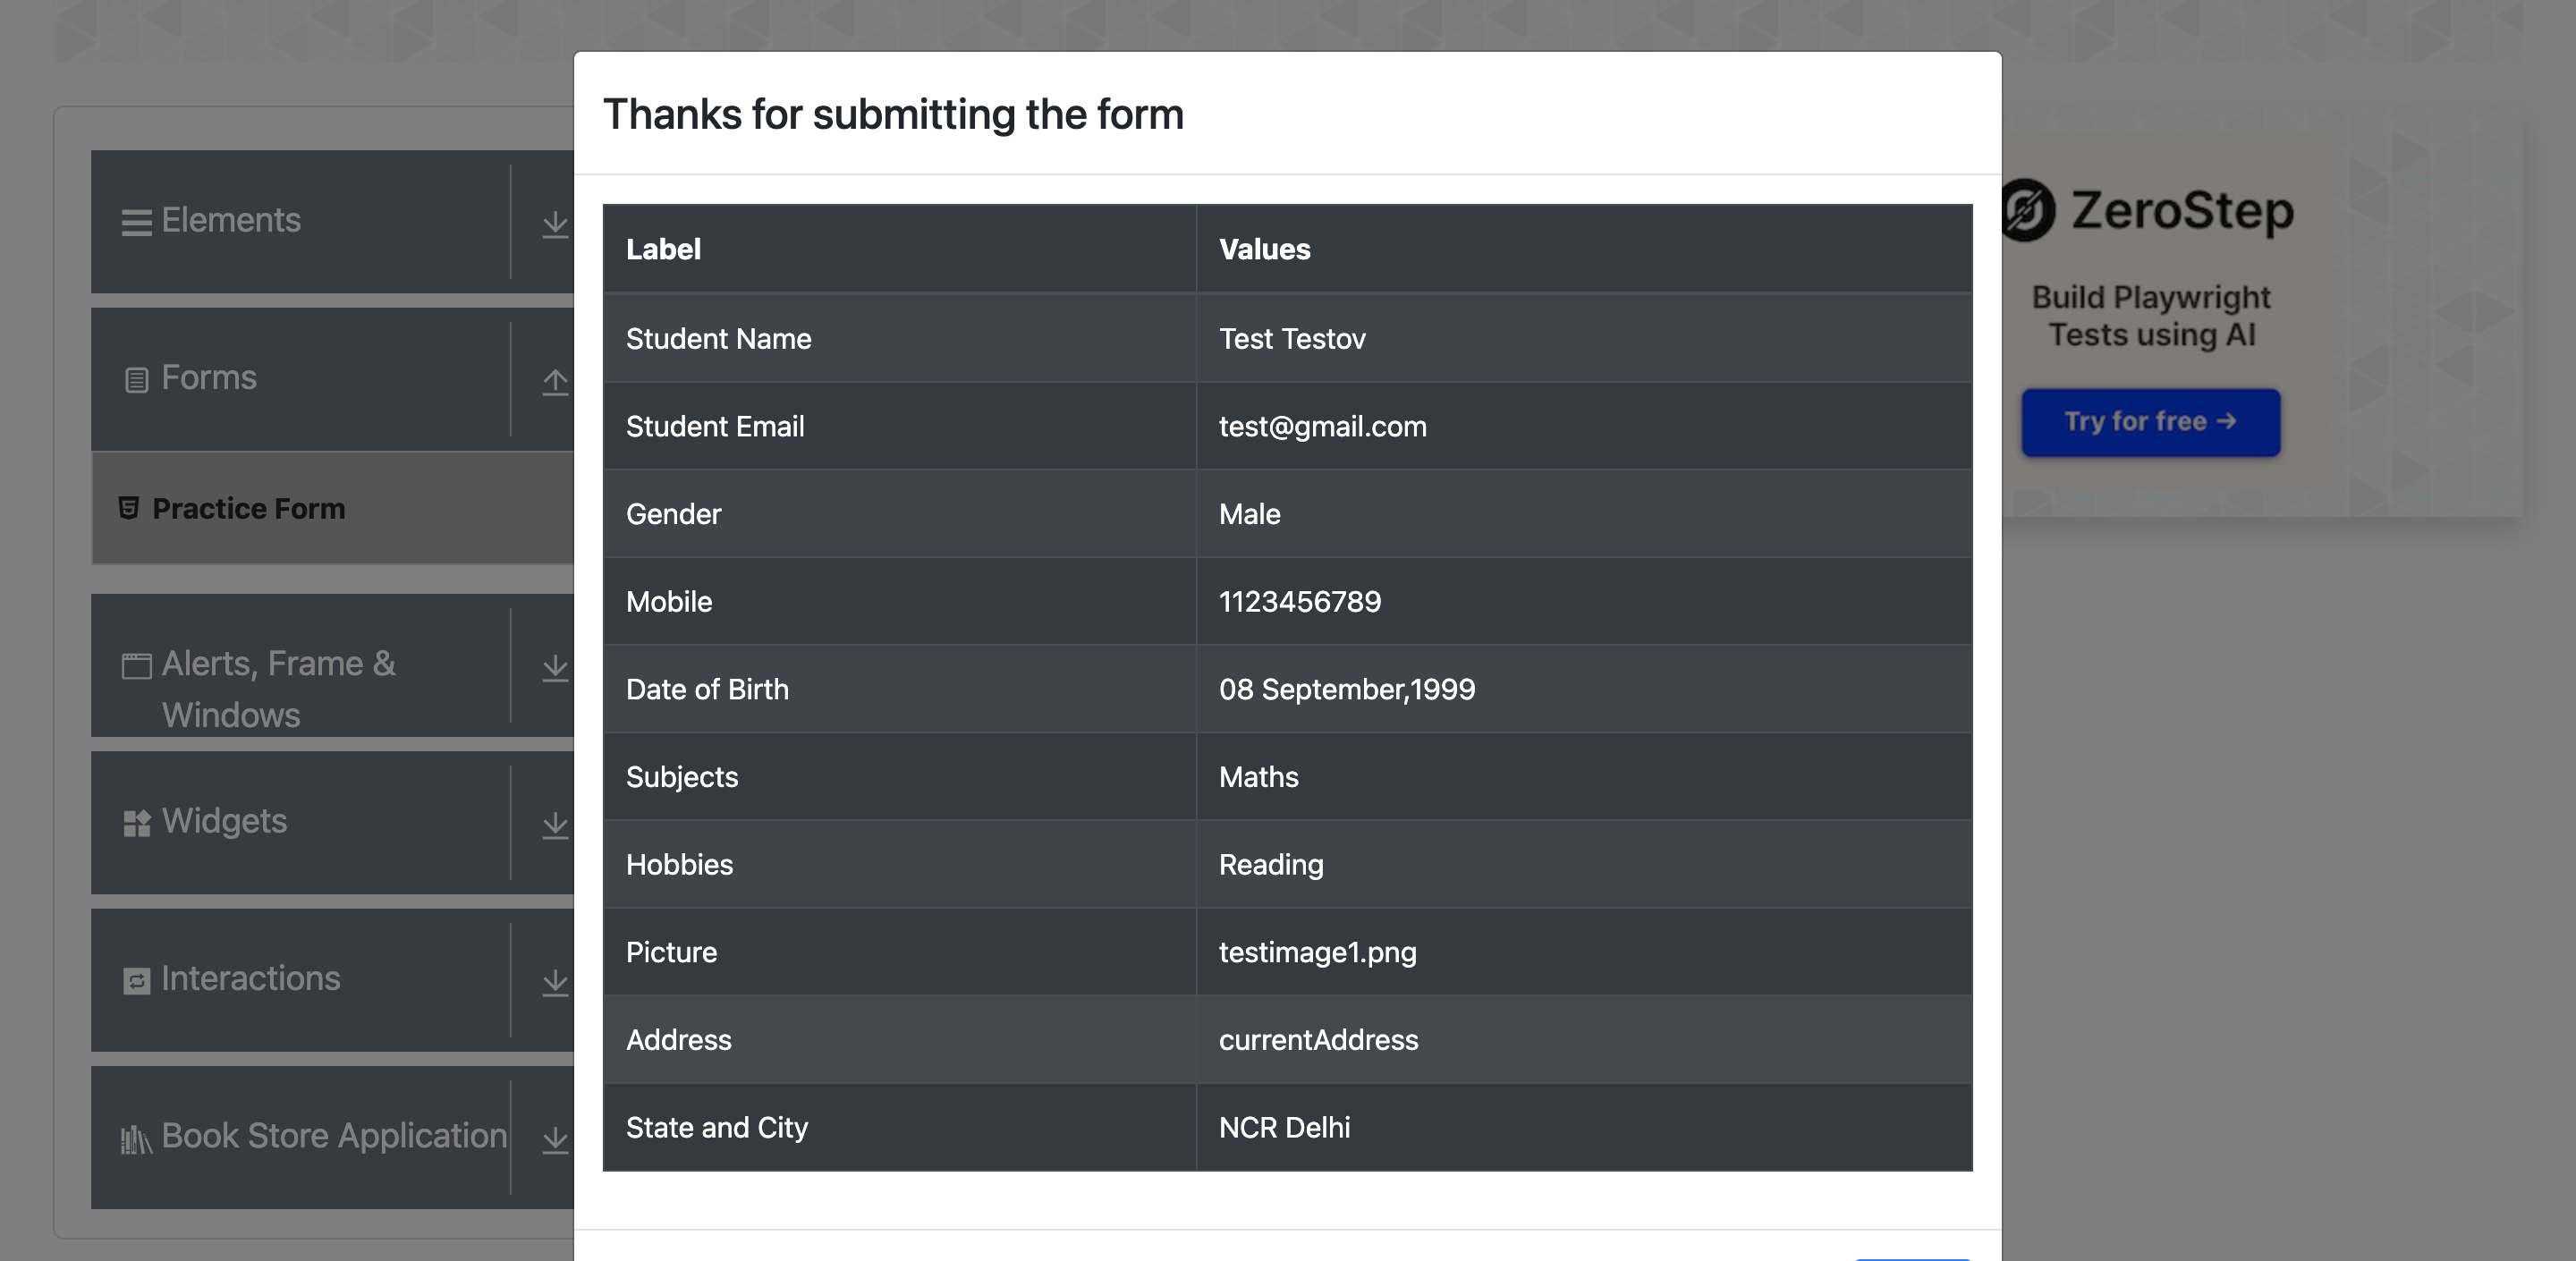 Thanks for submitting the form
Label Values
Student Name Test Testov
Student Email test@gmail.com
Gender Male
Mobile 1123456789
Date of Birth 08 September,1999
Subjects Maths
Hobbies Reading
Picture testimage1.png
Address currentAddress
State and City NCR Delhi
Elements
Forms
Practice Form
Alerts, Frame &
Windows
Widgets
Interactions
Book Store Application
ZeroStep
Build Playwright
Tests using AI
Try for free →